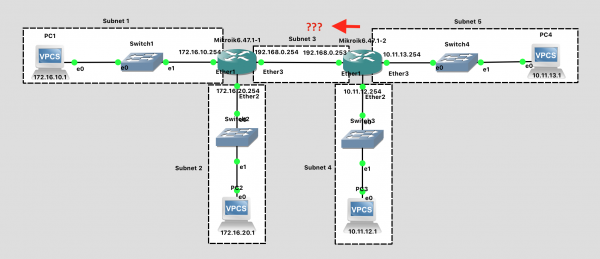 ???
Subnet 1
Subnet 5
PC1
Switch1
Mikroik6.47.1-1
Subnet 3
Mikroik6.47.1-2
Switch4
PC4
VPCS
172.16.10.254
192.168.0.254
192.168.0.253
10.11.13.254
VPCS
e0
e0
e1
Ether1
Ether3
Ether1
Ether3
e0
e1
e0
172.16.10.1
10.11.13.1
172.16.20.254
10.11.12.254
Ether2
Ether2
e0
e0
Switch2
Switch3
Subnet 2
Subnet 4
e1
e1
PC2
PC3
e0
e0
VPCS
VPCS
172.16.20.1
10.11.12.1